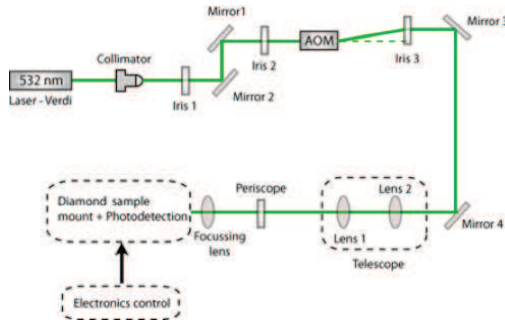 Mirror1
Mirror 3
Collimator
AOM
532 nm
Iris 2
Iris 3
Laser - Verdi
Iris 1
Mirror 2
Periscope
Lens 2
Diamond sample
mount + Photodetection
Focussing
lens
Lens 1
Mirror 4
Telescope
Electronics control